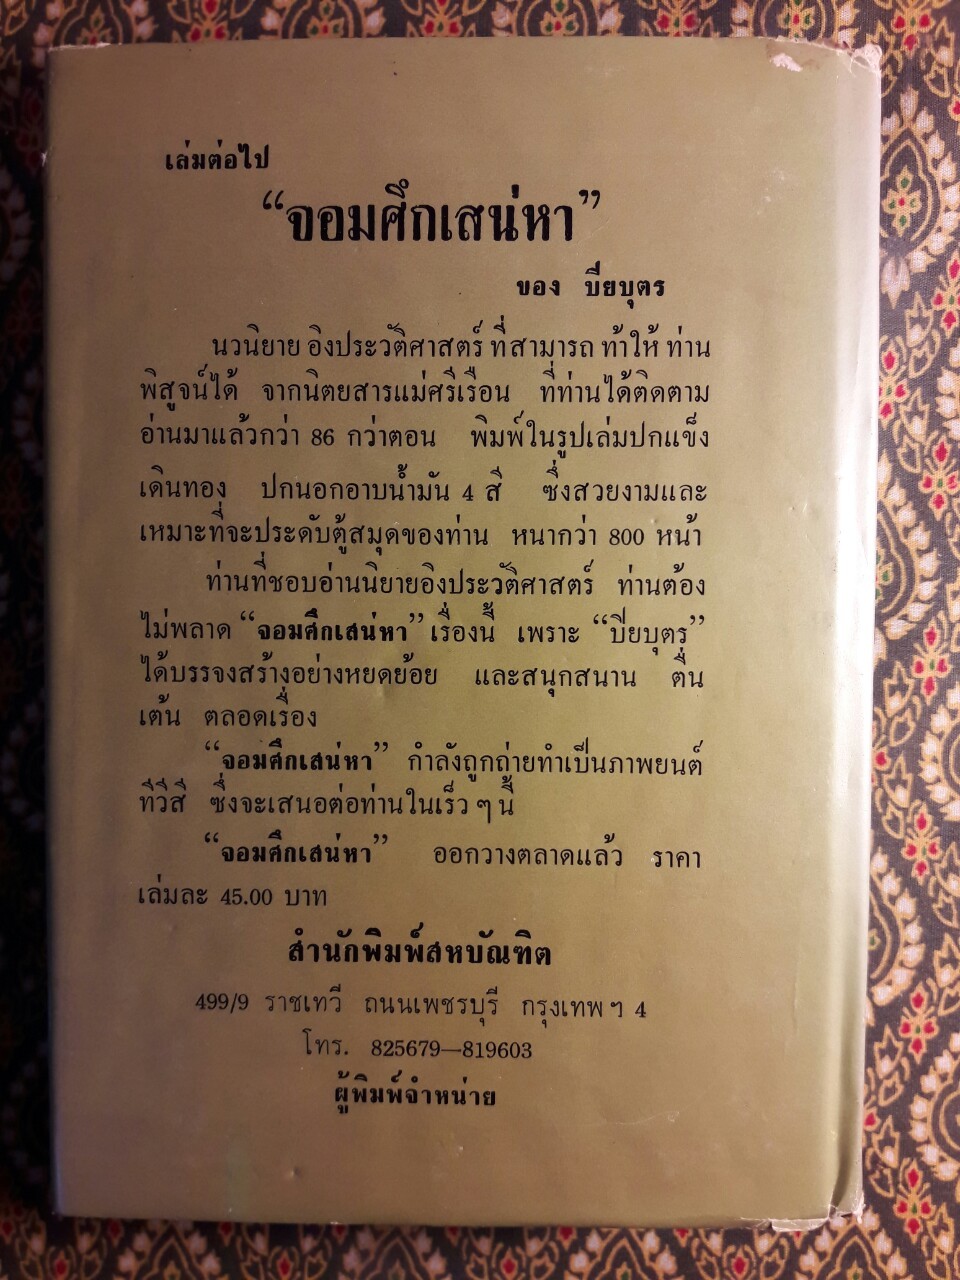 เล่มต่อไป
“จอมศึกเสน่หา”
ของ ปิยบุตร
นวนิยาย อิงประวัติศาสตร์ ที่สามารถ ท้าให้ ท่าน
พิสูจน์ได้ จากนิตยสารแม่ศรีเรือน ที่ท่านได้ติดตาม
อ่านมาแล้วกว่า 86 กว่าตอน พิมพ์ในรูปเล่มปกแข็ง
เดินทอง ปกนอกอาบน้ำมัน 4 สี ซึ่งสวยงามและ
เหมาะที่จะประดับตู้สมุดของท่าน หนากว่า 800 หน้า
ท่านที่ชอบอ่านนิยายอิงประวัติศาสตร์ ท่านต้อง
ไม่พลาด “จอมศึกเสน่หา” เรื่องนี้ เพราะ “ปิยบุตร”
ได้บรรจงสร้างอย่างหยดย้อย และสนุกสนาน ตื่น
เต้น ตลอดเรื่อง
“จอมศึกเสน่หา” กำลังถูกถ่ายทำเป็นภาพยนต์
ทีวีสี ซึ่งจะเสนอต่อท่านในเร็ว ๆ นี้
“จอมศึกเสน่หา” ออกวางตลาดแล้ว ราคา
เล่มละ 45.00 บาท
สำนักพิมพ์สหบัณฑิต
499/9 ราชเทวี ถนนเพชรบุรี กรุงเทพฯ 4
โทร. 825679—819603
ผู้พิมพ์จำหน่าย